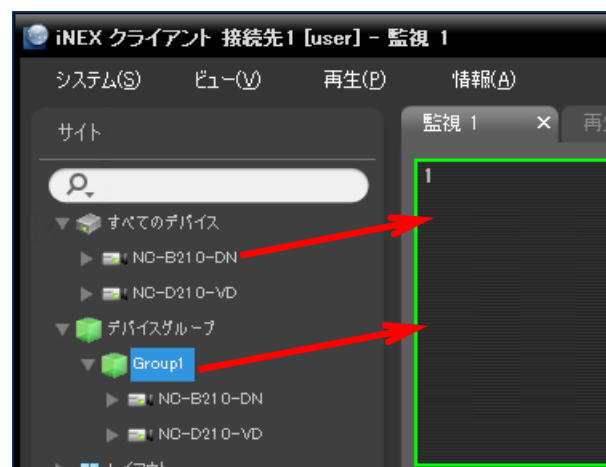 iNEX クライアント 接続先1 [user] - 監視 1
システム(S) ビュー(V) 再生(P) 情報(A)
サイト
監視 1 ×
1
すべてのデバイス
NC-B210-DN
NC-D210-VD
デバイスグループ
Group1
NC-B210-DN
NC-D210-VD